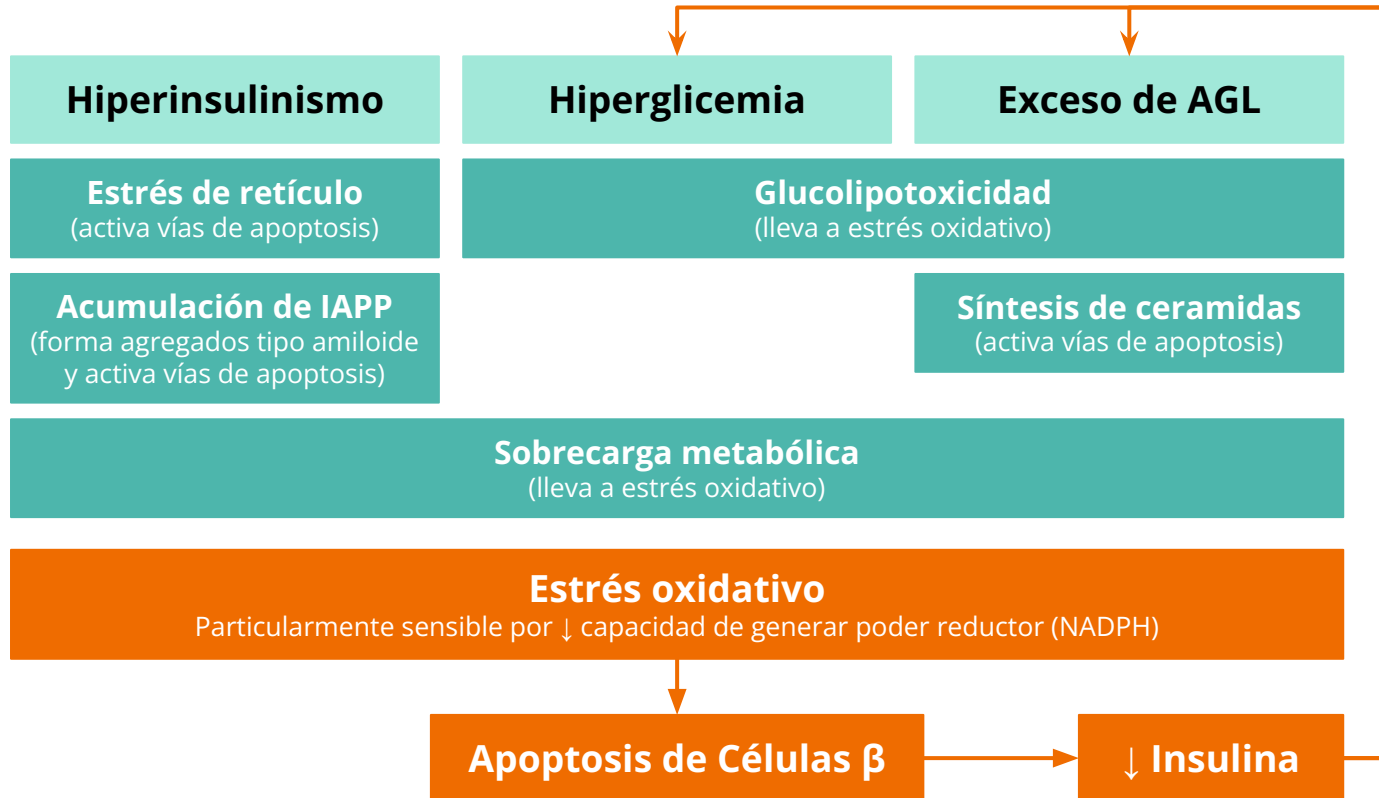 Hiperinsulinismo
Hiperglicemia
Exceso de AGL
Estrés de retículo
(activa vías de apoptosis)
Glucolipotoxicidad
(lleva a estrés oxidativo)
Acumulación de IAPP
(forma agregados tipo amiloide
y activa vías de apoptosis)
Síntesis de ceramidas
(activa vías de apoptosis)
Sobrecarga metabólica
(lleva a estrés oxidativo)
Estrés oxidativo
Particularmente sensible por ↓ capacidad de generar poder reductor (NADPH)
Apoptosis de Células β
↓ Insulina